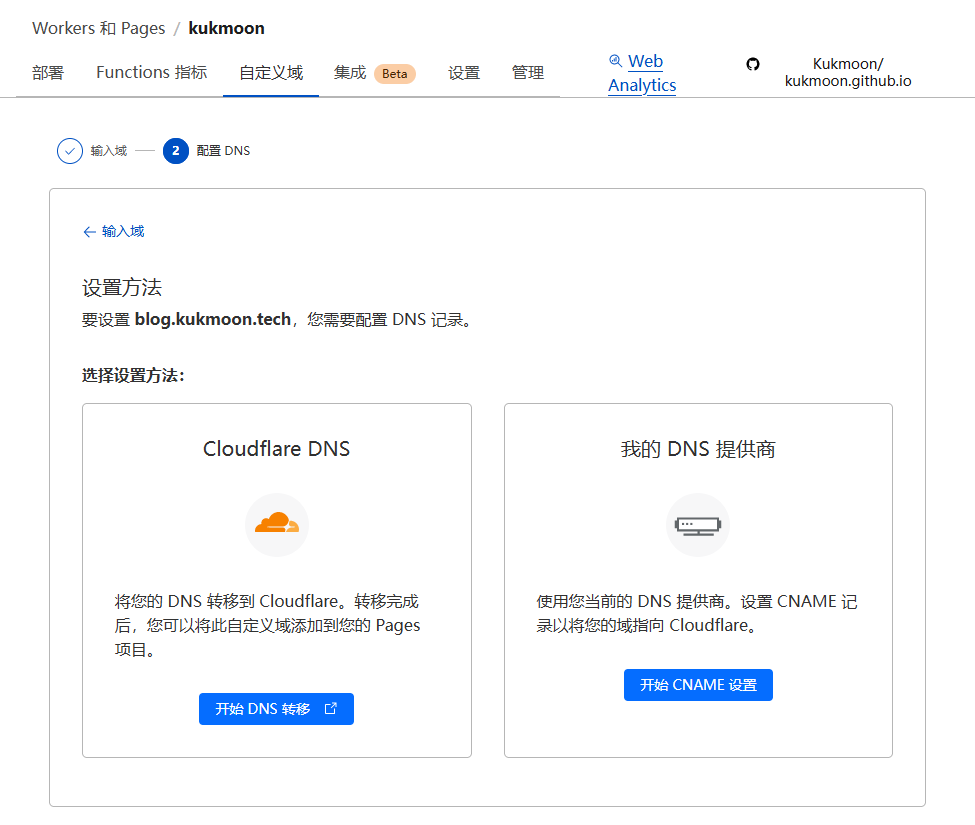 Workers 和 Pages / kukmoon
部署 Functions 指标 自定义域 集成 Beta 设置 管理 Web Analytics Kukmoon/ kukmoon.github.io
输入域 2 配置 DNS
← 输入域
设置方法
要设置 blog.kukmoon.tech，您需要配置 DNS 记录。
选择设置方法：
Cloudflare DNS
将您的 DNS 转移到 Cloudflare。转移完成
后，您可以将此自定义域添加到您的 Pages
项目。
开始 DNS 转移
我的 DNS 提供商
使用您当前的 DNS 提供商。设置 CNAME 记
录以将您的域指向 Cloudflare。
开始 CNAME 设置